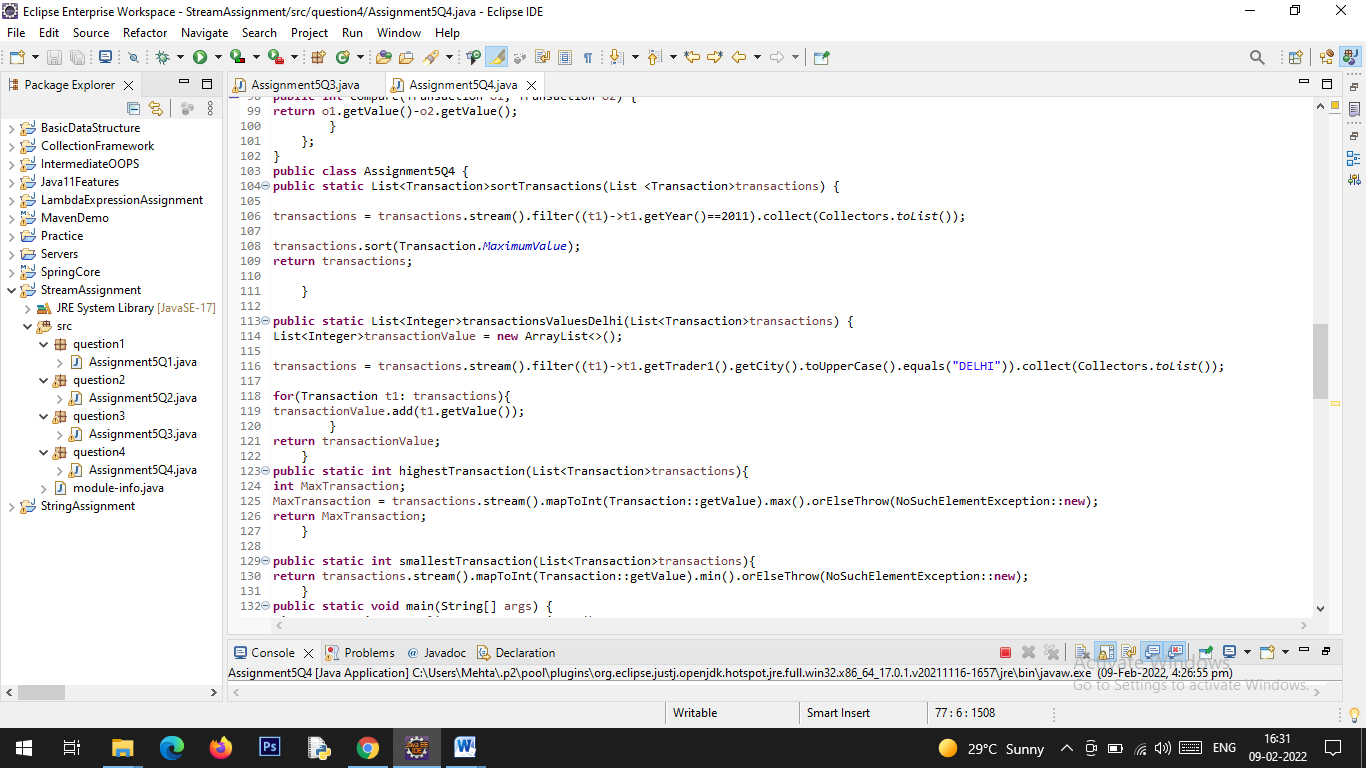 Eclipse Enterprise Workspace - StreamAssignment/src/question4/Assignment5Q4.java - Eclipse IDE
File Edit Source Refactor Navigate Search Project Run Window Help
Package Explorer
Assignment5Q3.java
Assignment5Q4.java
BasicDataStructure
CollectionFramework
IntermediateOOPS
Java11Features
LambdaExpressionAssignment
MavenDemo
Practice
Servers
SpringCore
StreamAssignment
JRE System Library [JavaSE-17]
src
question1
Assignment5Q1.java
question2
Assignment5Q2.java
question3
Assignment5Q3.java
question4
Assignment5Q4.java
module-info.java
StringAssignment
98 public int compare(Transaction o1, Transaction o2) {
99 return o1.getValue()-o2.getValue();
100 }
101 };
102 }
103 public class Assignment5Q4 {
104 public static List<Transaction>sortTransactions(List <Transaction>transactions) {
105
106 transactions = transactions.stream().filter((t1)->t1.getYear()==2011).collect(Collectors.toList());
107
108 transactions.sort(Transaction.MaximumValue);
109 return transactions;
110
111 }
112
113 public static List<Integer>transactionsValuesDelhi(List<Transaction>transactions) {
114 List<Integer>transactionValue = new ArrayList<>();
115
116 transactions = transactions.stream().filter((t1)->t1.getTrader1().getCity().toUpperCase().equals("DELHI")).collect(Collectors.toList());
117
118 for(Transaction t1: transactions){
119 transactionValue.add(t1.getValue());
120 }
121 return transactionValue;
122 }
123 public static int highestTransaction(List<Transaction>transactions){
124 int MaxTransaction;
125 MaxTransaction = transactions.stream().mapToInt(Transaction::getValue).max().orElseThrow(NoSuchElementException::new);
126 return MaxTransaction;
127 }
128
129 public static int smallestTransaction(List<Transaction>transactions){
130 return transactions.stream().mapToInt(Transaction::getValue).min().orElseThrow(NoSuchElementException::new);
131 }
132 public static void main(String[] args) {
Console Problems @ Javadoc Declaration
Assignment5Q4 [Java Application] C:\Users\Mehta\.p2\pool\plugins\org.eclipse.justj.openjdk.hotspot.jre.full.win32.x86_64_17.0.1.v20211116-1657\jre\bin\javaw.exe (09-Feb-2022, 4:26:55 pm)
Activate Windows
Go to Settings to activate Windows.
Writable Smart Insert 77 : 6 : 1508
Ps
JAVA EE IDE
W
29°C Sunny
ENG
16:31
09-02-2022